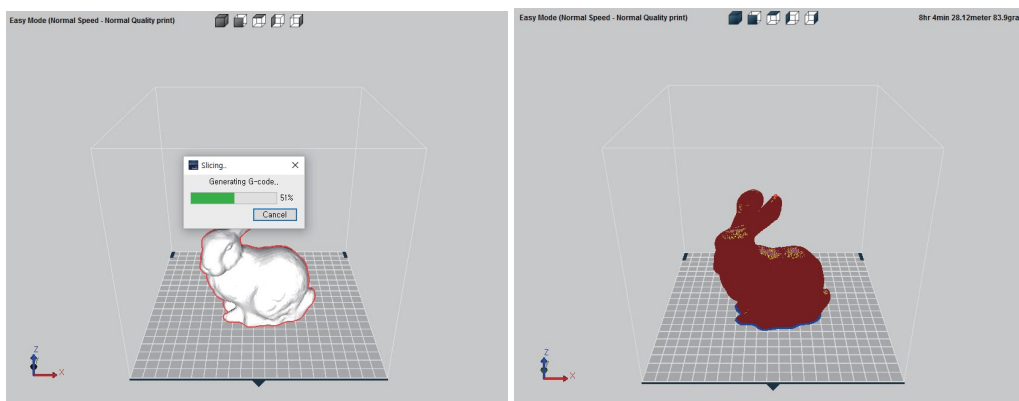 Easy Mode (Normal Speed - Normal Quality print)
Slicing..
Generating G-code..
51%
Cancel
Z
X
Easy Mode (Normal Speed - Normal Quality print)
8hr 4min 28.12meter 83.9gra
Z
X